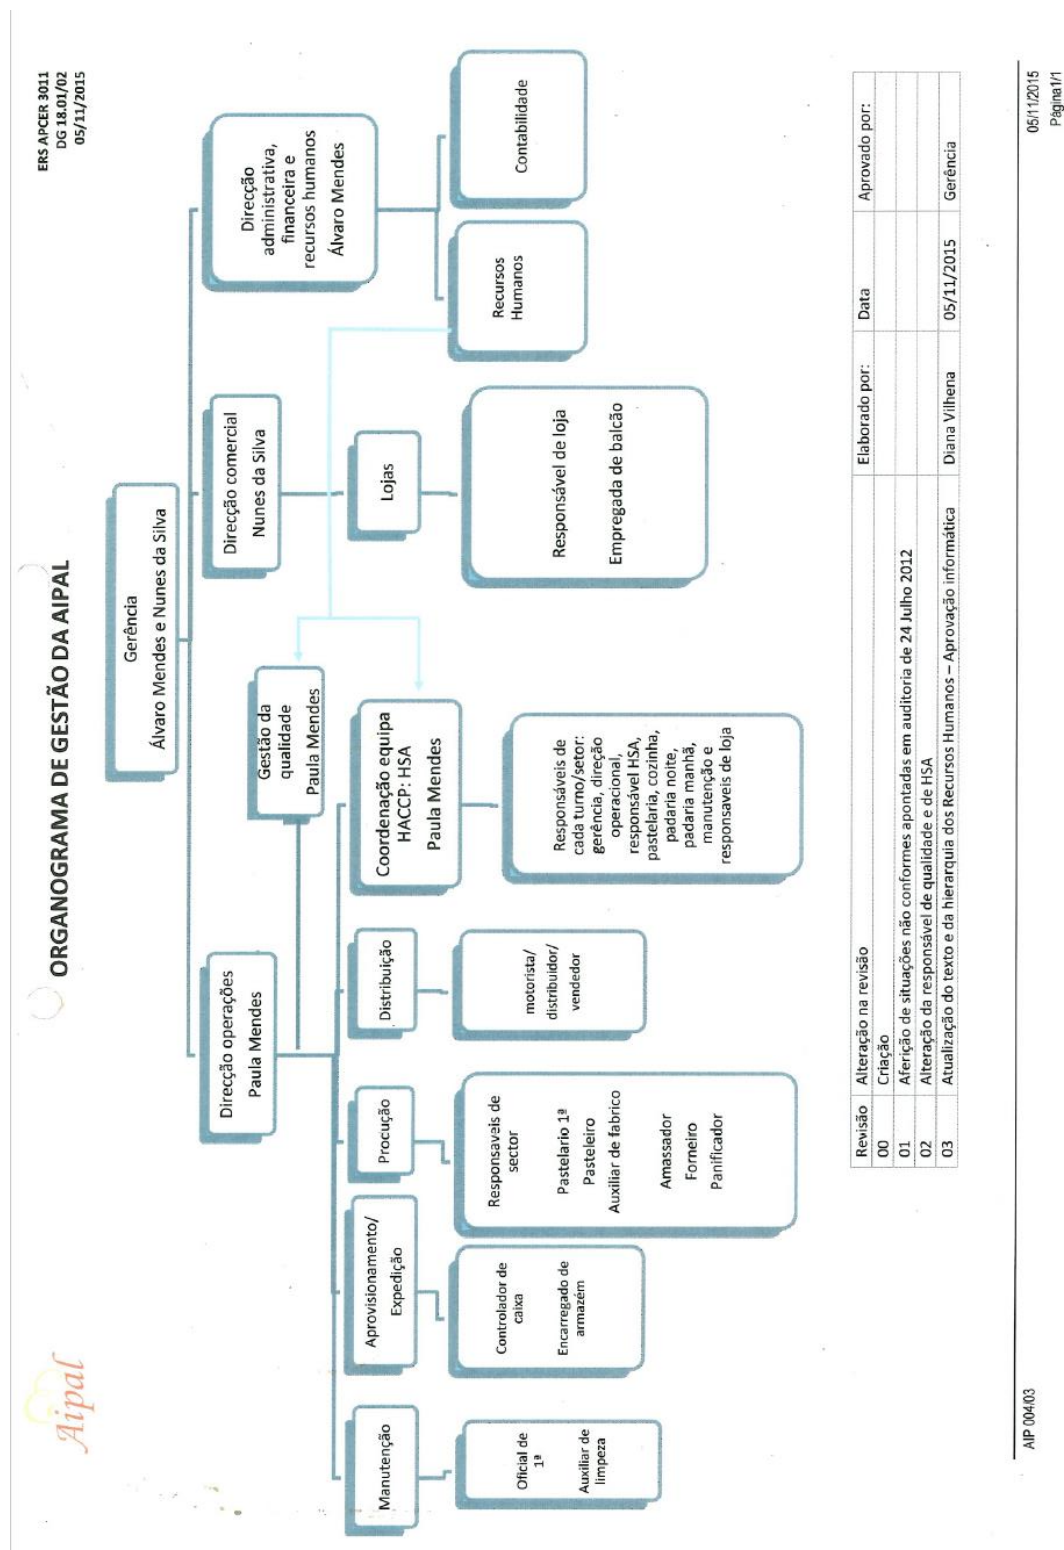 Aipal
ERS APCER 3011
DG 18.01/02
05/11/2015
ORGANOGRAMA DE GESTÃO DA AIPAL
Gerência
Álvaro Mendes e Nunes da Silva
Direcção operações
Paula Mendes
Direcção comercial
Nunes da Silva
Direcção
administrativa,
financeira e
recursos humanos
Álvaro Mendes
Gestão da
qualidade
Paula Mendes
Manutenção
Aprovisionamento/
Expedição
Procução
Distribuição
Coordenação equipa
HACCP: HSA
Paula Mendes
Lojas
Recursos
Humanos
Contabilidade
Oficial de
1ª
Auxiliar de
limpeza
Controlador de
caixa
Encarregado de
armazém
Responsaveis de
sector
Pastelario 1ª
Pasteleiro
Auxiliar de fabrico
Amassador
Forneiro
Panificador
motorista/
distribuidor/
vendedor
Responsáveis de
cada turno/setor:
gerência, direção
operacional,
responsável HSA,
pastelaria, cozinha,
padaria noite,
padaria manhã,
manutenção e
responsaveis de loja
Responsável de loja
Empregada de balcão
Revisão Alteração na revisão Elaborado por: Data Aprovado por:
00 Criação
01 Aferição de situações não conformes apontadas em auditoria de 24 Julho 2012
02 Alteração da responsável de qualidade e de HSA
03 Atualização do texto e da hierarquia dos Recursos Humanos – Aprovação informática Diana Vilhena 05/11/2015 Gerência
AIP 004/03
05/11/2015
Página1/1